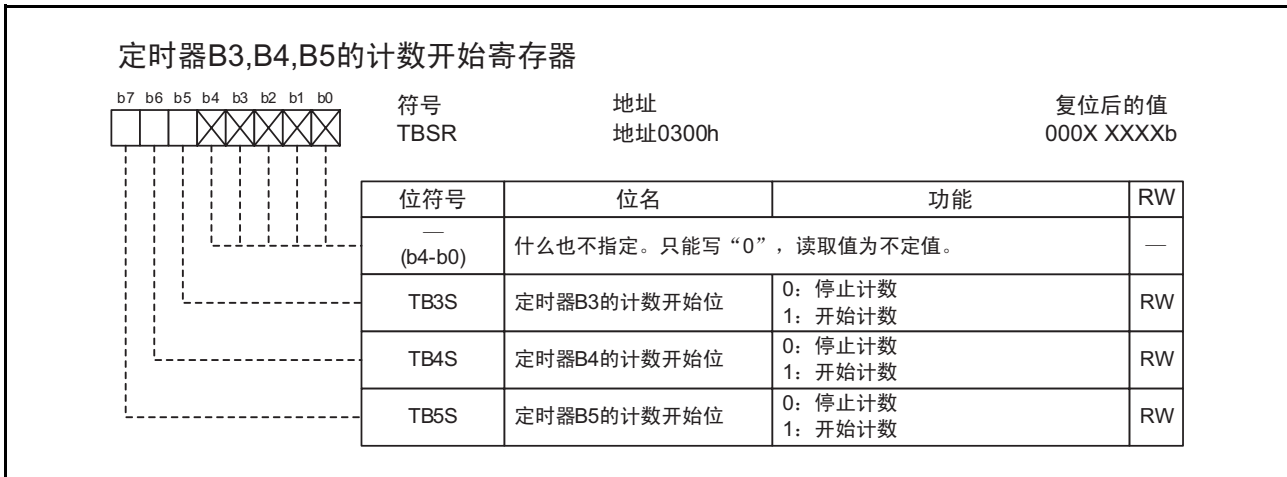 定时器B3,B4,B5的计数开始寄存器
b7 b6 b5 b4 b3 b2 b1 b0
符号 地址 复位后的值
TBSR 地址0300h 000X XXXXb
位符号 位名 功能 RW
—
(b4-b0) 什么也不指定。只能写“0”，读取值为不定值。 —
TB3S 定时器B3的计数开始位 0：停止计数
1：开始计数 RW
TB4S 定时器B4的计数开始位 0：停止计数
1：开始计数 RW
TB5S 定时器B5的计数开始位 0：停止计数
1：开始计数 RW